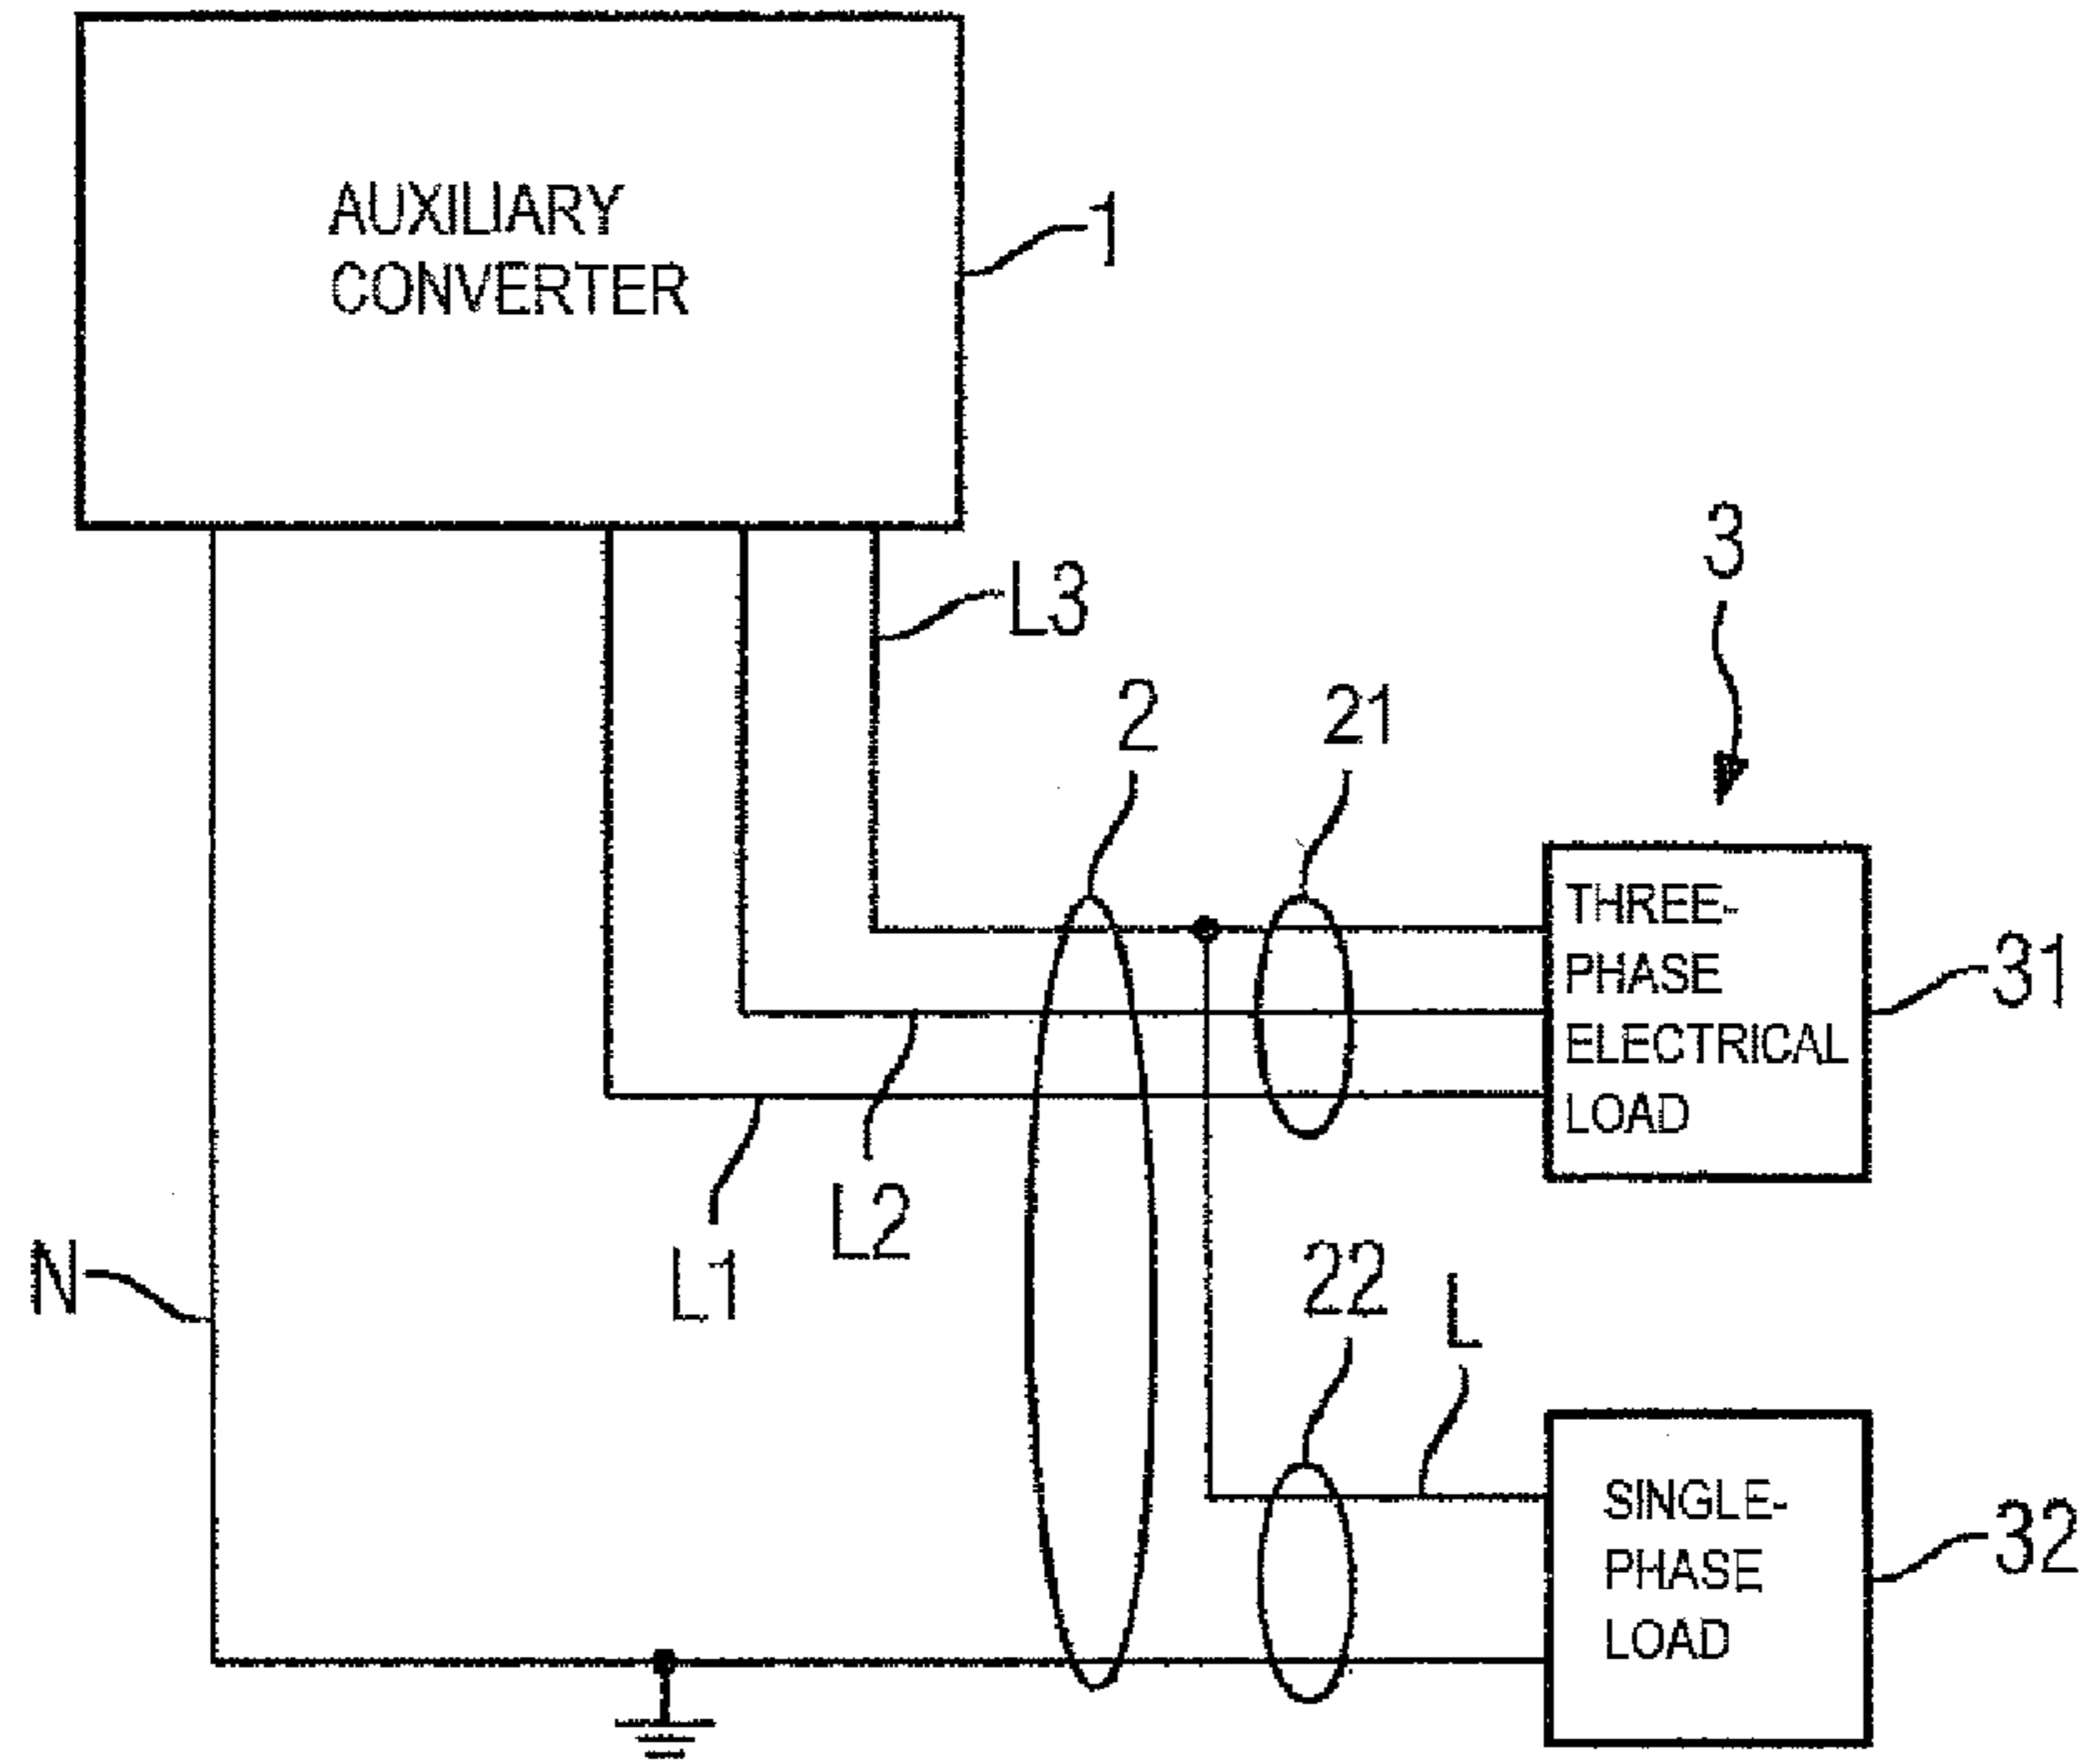 AUXILIARY
CONVERTER
1
L3
3
2
21
THREE-
PHASE
ELECTRICAL
LOAD
31
L2
L1
N
22
L
SINGLE-
PHASE
LOAD
32